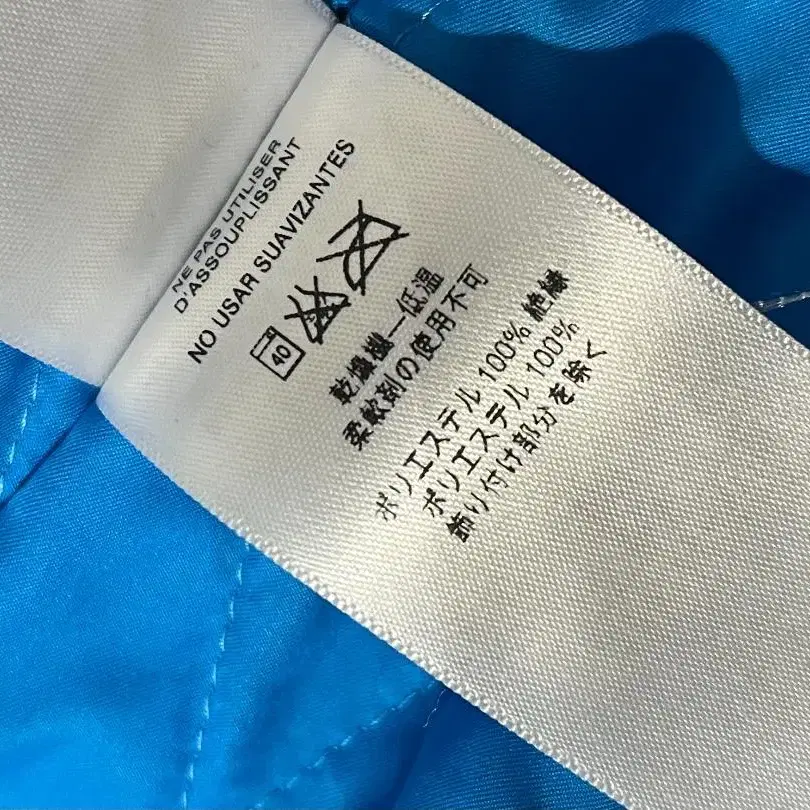 NE PAS UTILISER
D'ASSOUPLISSANT
NO USAR SUAVIZANTES
40
乾燥機—低温
柔軟剤の使用不可
ポリエステル 100% 絶縁
ポリエステル 100%
飾り付け部分を除く